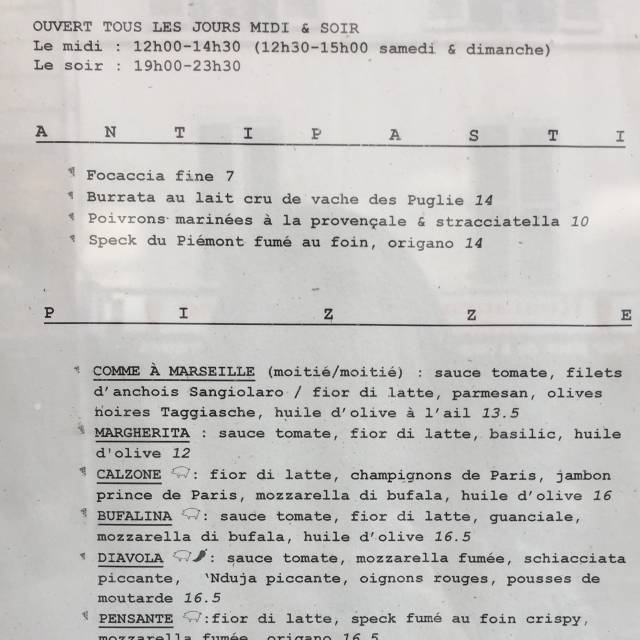 OUVERT TOUS LES JOURS MIDI & SOIR
Le midi : 12h00-14h30 (12h30-15h00 samedi & dimanche)
Le soir : 19h00-23h30
A N T I P A S T I
Focaccia fine 7
Burrata au lait cru de vache des Puglie 14
Poivrons marinées à la provençale & stracciatella 10
Speck du Piémont fumé au foin, origano 14
P I Z Z E
COMME À MARSEILLE (moitié/moitié) : sauce tomate, filets
d'anchois Sangiolaro / fior di latte, parmesan, olives
noires Taggiasche, huile d'olive à l'ail 13.5
MARGHERITA : sauce tomate, fior di latte, basilic, huile
d'olive 12
CALZONE : fior di latte, champignons de Paris, jambon
prince de Paris, mozzarella di bufala, huile d'olive 16
BUFALINA : sauce tomate, fior di latte, guanciale,
mozzarella di bufala, huile d'olive 16.5
DIAVOLA : sauce tomate, mozzarella fumée, schiacciata
piccante, 'Nduja piccante, oignons rouges, pousses de
moutarde 16.5
PENSANTE :fior di latte, speck fumé au foin crispy,
mozzarella fumée, origano 16.5